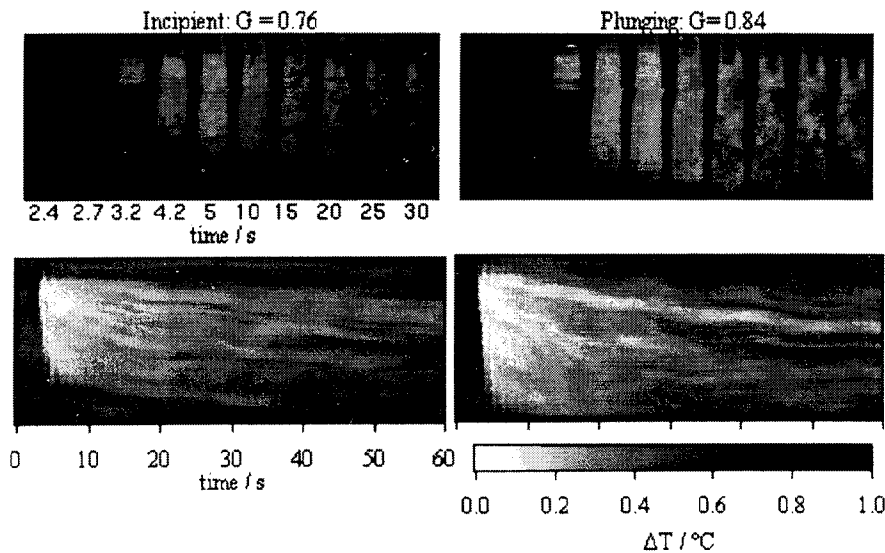 Incipient: G = 0.76
Plunging: G= 0.84
2.4 2.7 3.2 4.2 5 10 15 20 25 30
time / s
0 10 20 30 40 50 60
time / s
0.0 0.2 0.4 0.6 0.8 1.0
ΔT / °C